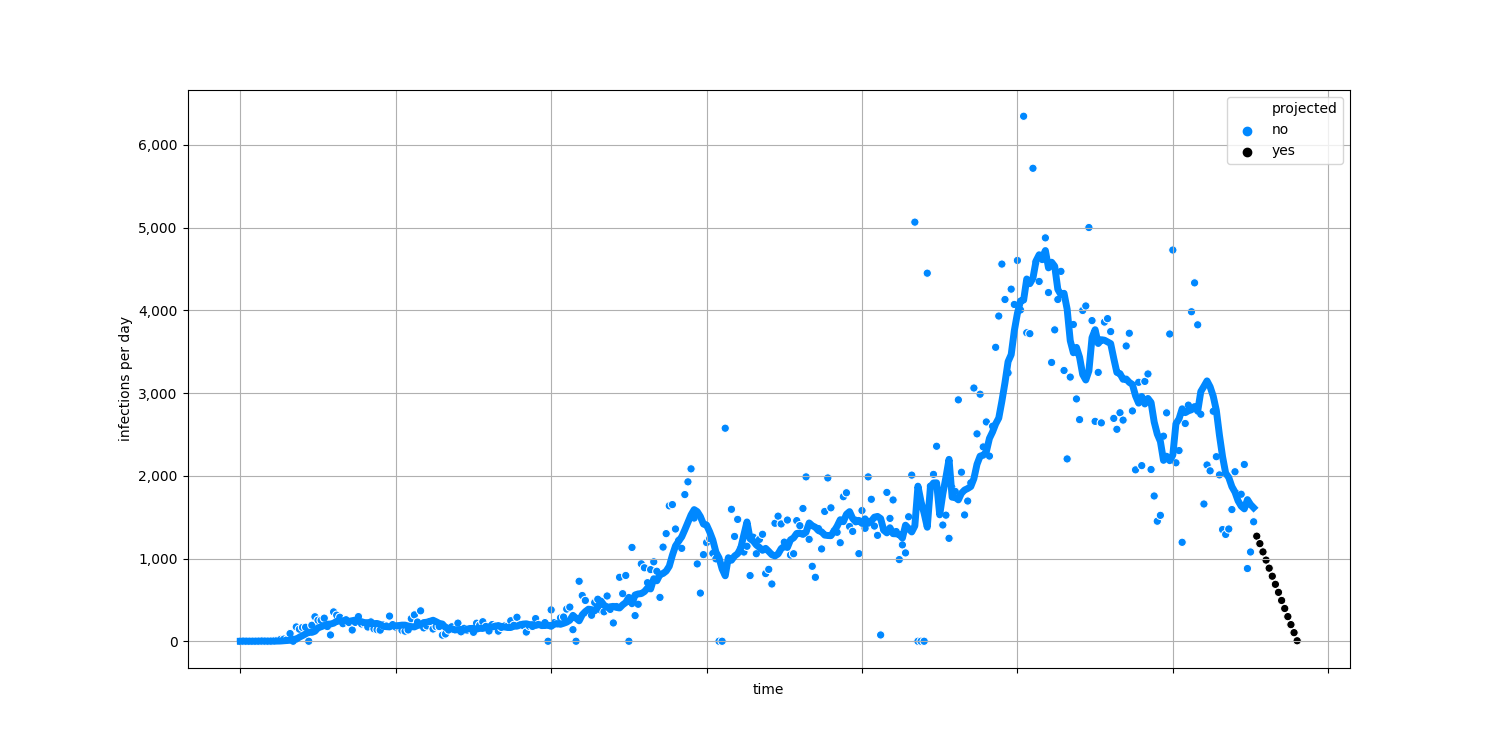 projected
no
yes
6,000
5,000
4,000
3,000
2,000
1,000
0
infections per day
time